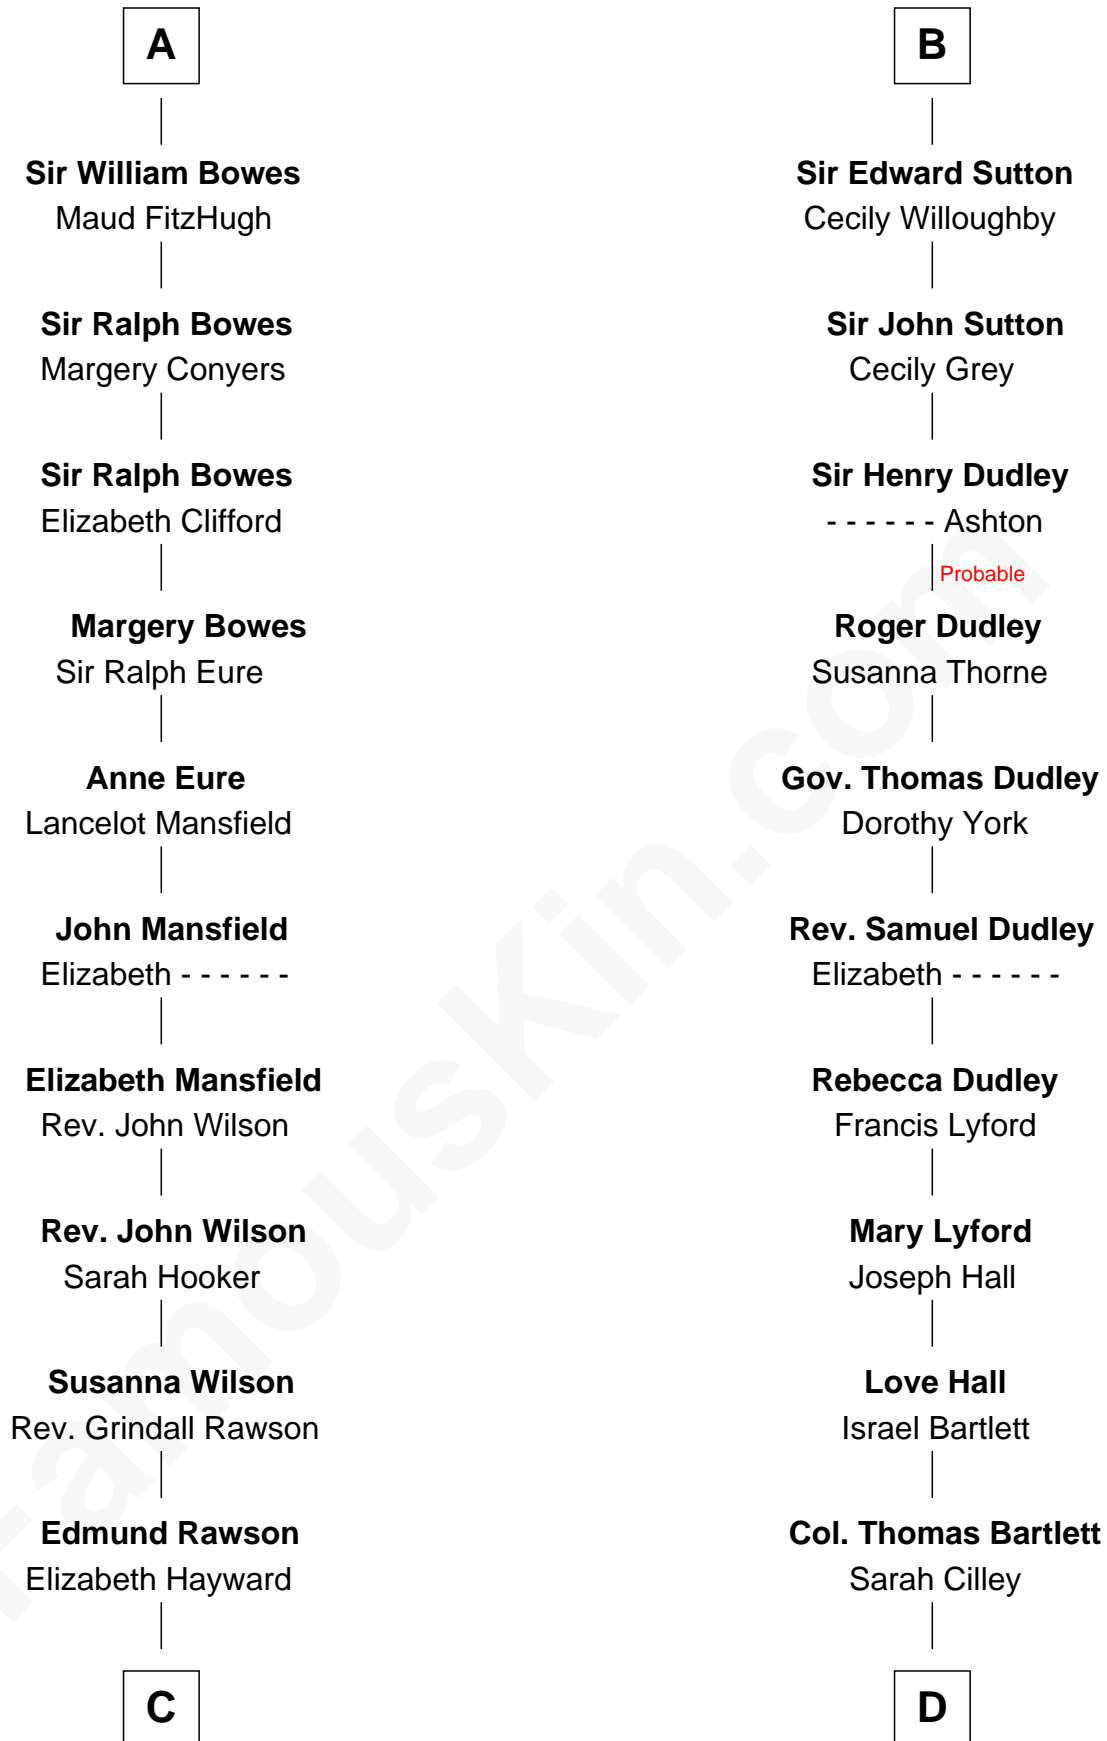 A
Sir William Bowes
Maud FitzHugh
Sir Ralph Bowes
Margery Conyers
Sir Ralph Bowes
Elizabeth Clifford
Margery Bowes
Sir Ralph Eure
Anne Eure
Lancelot Mansfield
John Mansfield
Elizabeth - - - - - -
Elizabeth Mansfield
Rev. John Wilson
Rev. John Wilson
Sarah Hooker
Susanna Wilson
Rev. Grindall Rawson
Edmund Rawson
Elizabeth Hayward
C
B
Sir Edward Sutton
Cecily Willoughby
Sir John Sutton
Cecily Grey
Sir Henry Dudley
- - - - - - Ashton
Probable
Roger Dudley
Susanna Thorne
Gov. Thomas Dudley
Dorothy York
Rev. Samuel Dudley
Elizabeth - - - - - -
Rebecca Dudley
Francis Lyford
Mary Lyford
Joseph Hall
Love Hall
Israel Bartlett
Col. Thomas Bartlett
Sarah Cilley
D
FamousKin.com